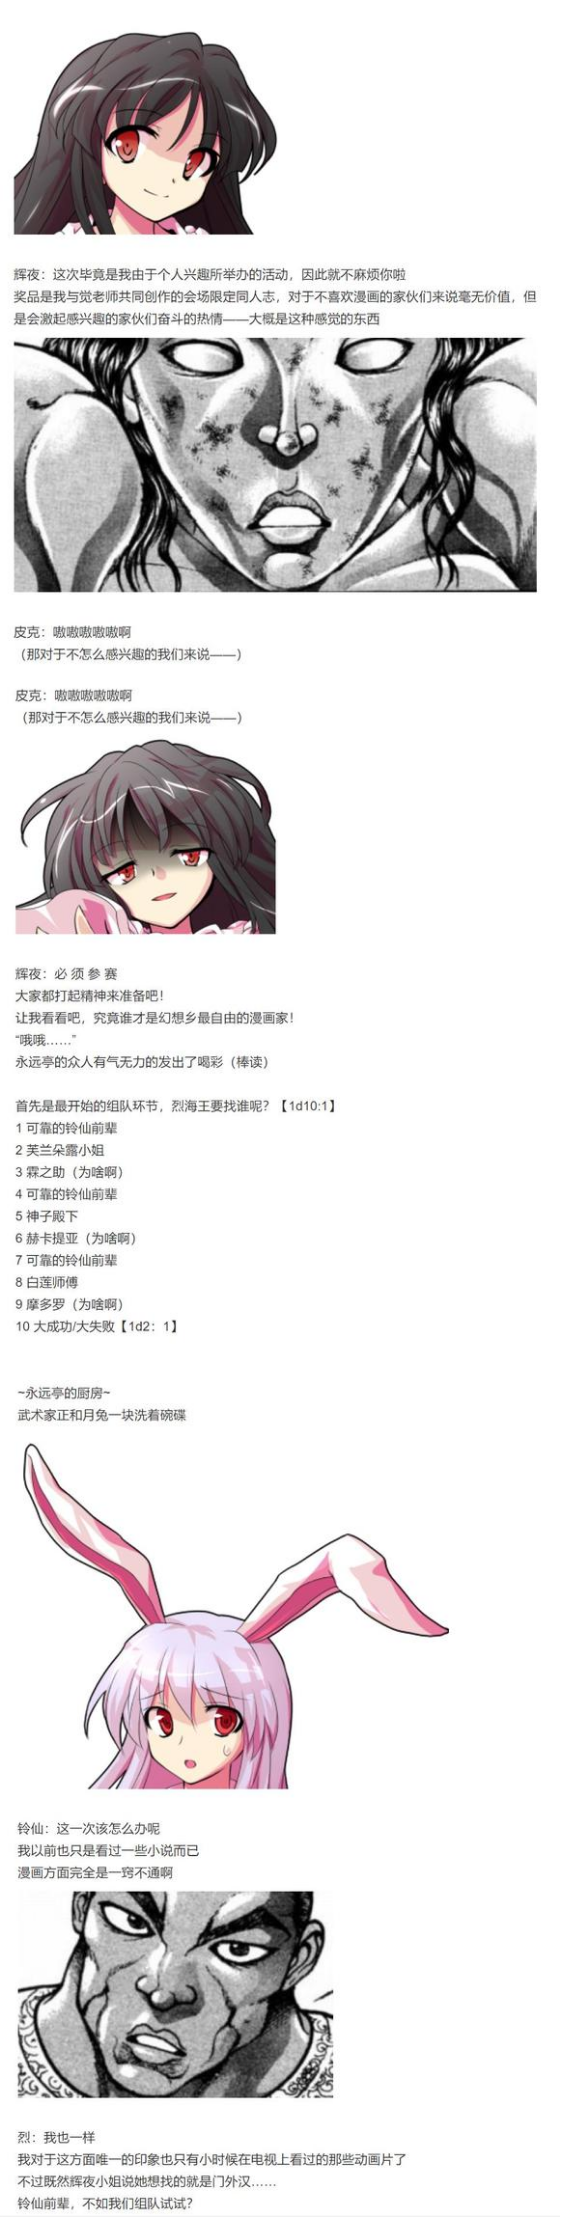 辉夜：这次毕竟是我由于个人兴趣所举办的活动，因此就不麻烦你啦
奖品是我与觉老师共同创作的会场限定同人志，对于不喜欢漫画的家伙们来说毫无价值，但
是会激起感兴趣的家伙们奋斗的热情——大概是这种感觉的东西
皮克：嗷嗷嗷嗷嗷啊
（那对于不怎么感兴趣的我们来说——）
皮克：嗷嗷嗷嗷嗷啊
（那对于不怎么感兴趣的我们来说——）
辉夜：必 须 参 赛
大家都打起精神来准备吧！
让我看看吧，究竟谁才是幻想乡最自由的漫画家！
“哦哦……”
永远亭的众人有气无力的发出了喝彩（棒读）
首先是最开始的组队环节，烈海王要找谁呢？【1d10:1】
1 可靠的铃仙前辈
2 芙兰朵露小姐
3 霖之助（为啥啊）
4 可靠的铃仙前辈
5 神子殿下
6 赫卡提亚（为啥啊）
7 可靠的铃仙前辈
8 白莲师傅
9 摩多罗（为啥啊）
10 大成功/大失败【1d2：1】
~永远亭的厨房~
武术家正和月兔一块洗着碗碟
铃仙：这一次该怎么办呢
我以前也只是看过一些小说而已
漫画方面完全是一窍不通啊
烈：我也一样
我对于这方面唯一的印象也只有小时候在电视上看过的那些动画片了
不过既然辉夜小姐说她想找的就是门外汉……
铃仙前辈，不如我们组队试试？